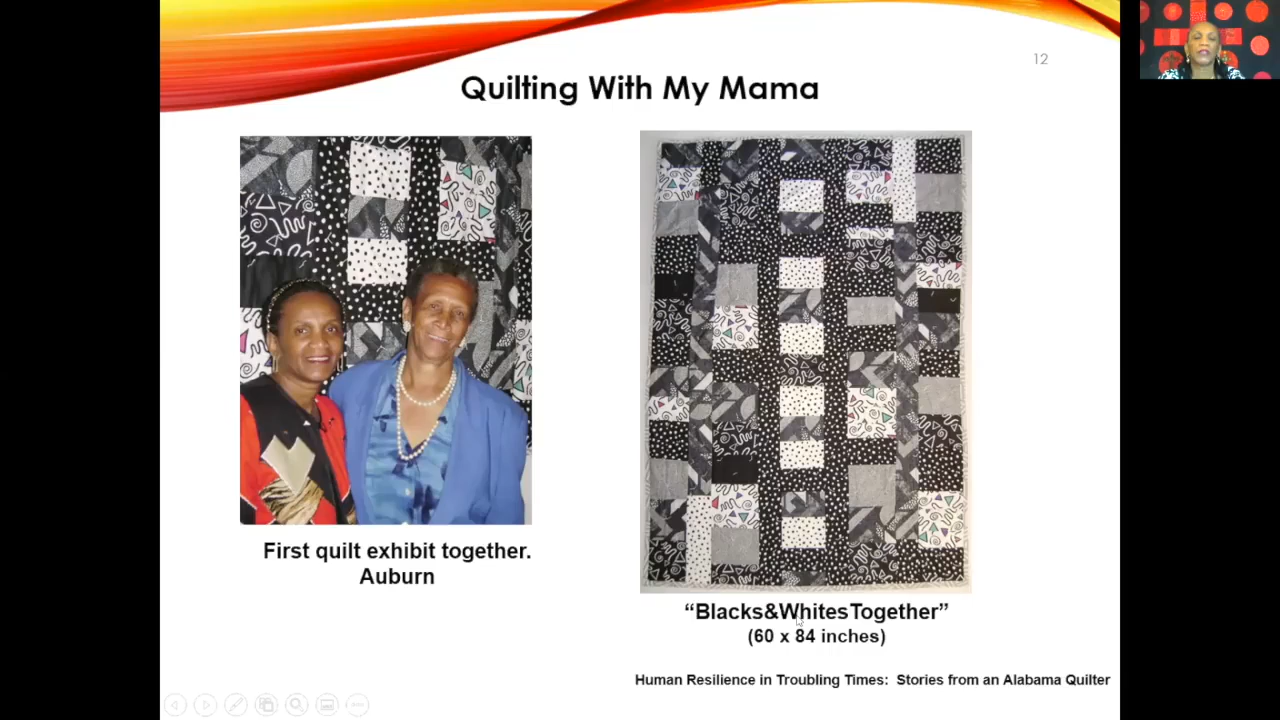 12
Quilting With My Mama
First quilt exhibit together.
Auburn
“Blacks&WhitesTogether”
(60 x 84 inches)
Human Resilience in Troubling Times: Stories from an Alabama Quilter